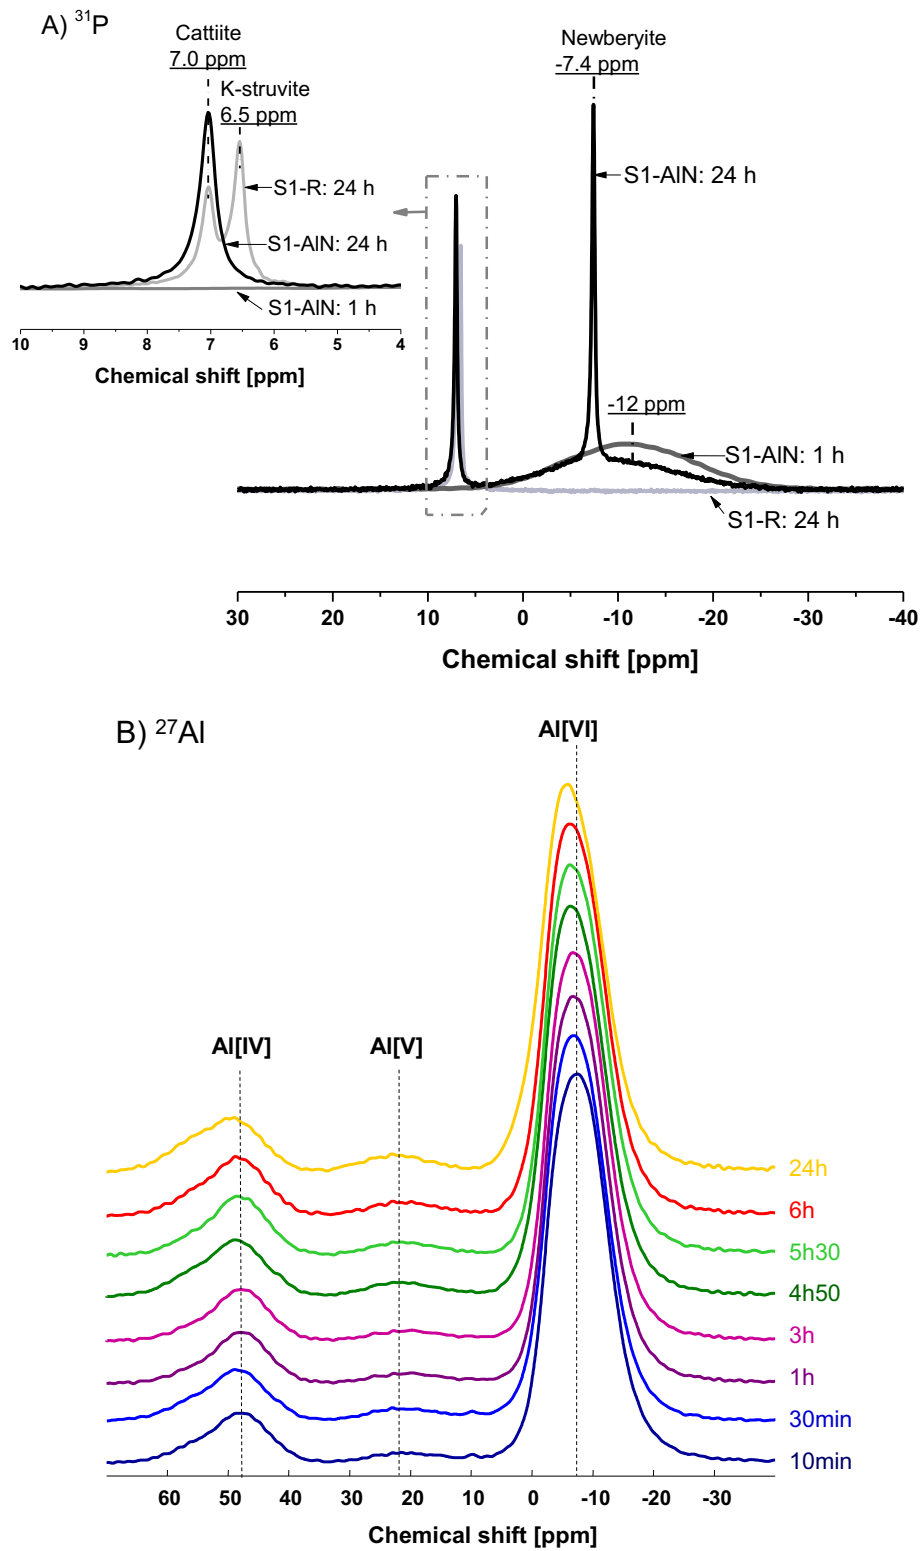 A) ³¹P
Cattiite
7.0 ppm
K-struvite
6.5 ppm
S1-R: 24 h
S1-AlN: 24 h
S1-AlN: 1 h
10 9 8 7 6 5 4
Chemical shift [ppm]
Newberyite
-7.4 ppm
S1-AlN: 24 h
-12 ppm
S1-AlN: 1 h
S1-R: 24 h
30 20 10 0 -10 -20 -30 -40
Chemical shift [ppm]
B) ²⁷Al
Al[VI]
Al[IV] Al[V]
24h
6h
5h30
4h50
3h
1h
30min
10min
60 50 40 30 20 10 0 -10 -20 -30
Chemical shift [ppm]